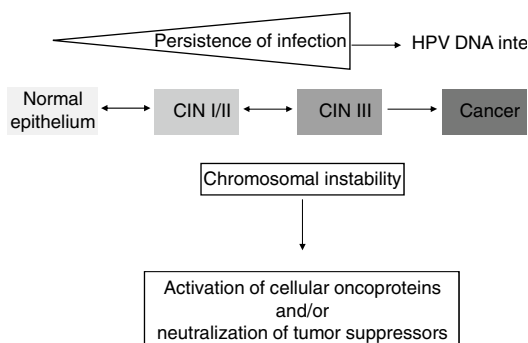 Persistence of infection
HPV DNA inte
Normal
epithelium
CIN I/II
CIN III
Cancer
Chromosomal instability
Activation of cellular oncoproteins
and/or
neutralization of tumor suppressors